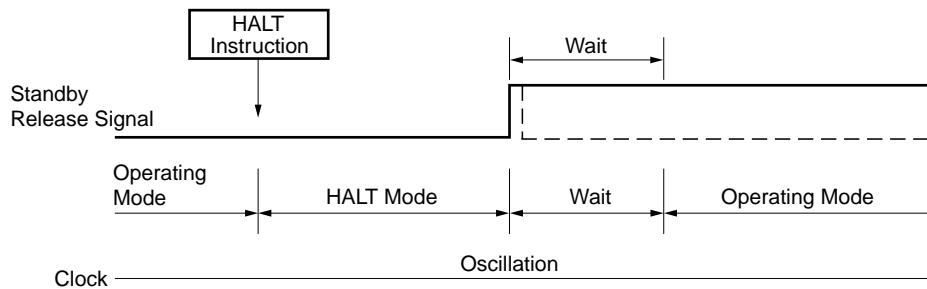 HALT
Instruction
Wait
Standby
Release Signal
Operating
Mode
HALT Mode
Wait
Operating Mode
Oscillation
Clock